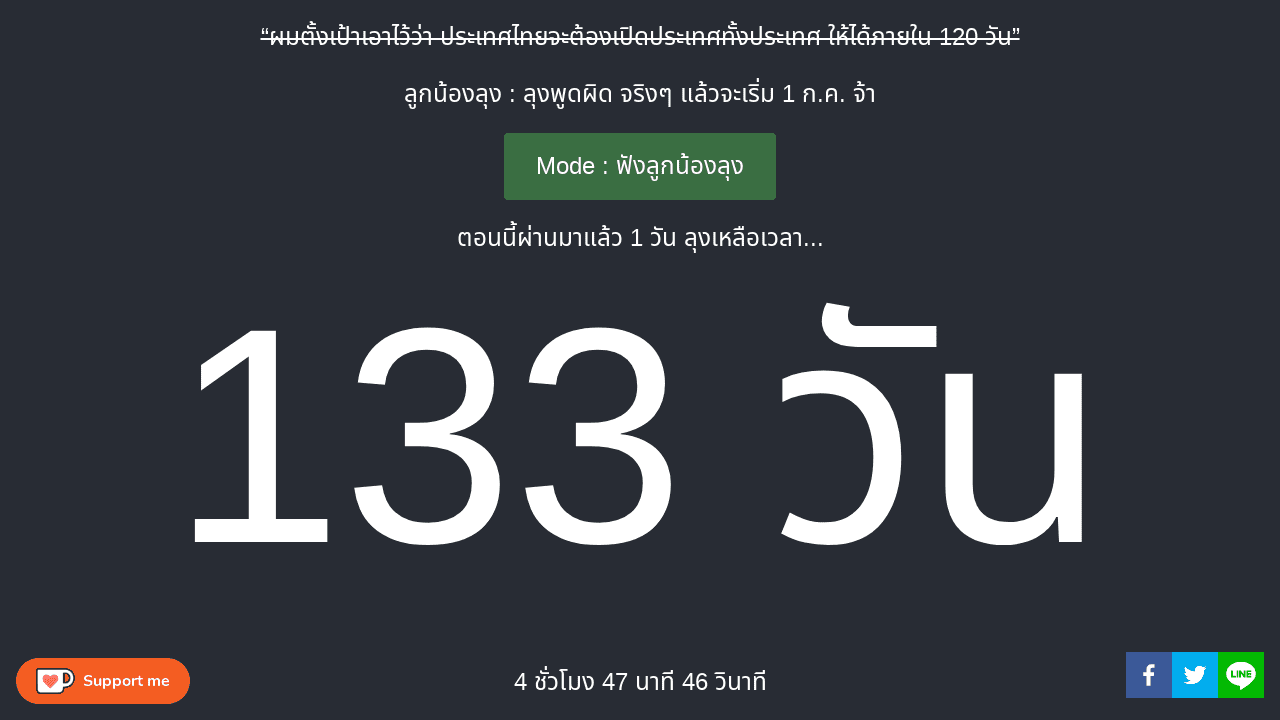 “ผมตั้งเป้าเอาไว้ว่า ประเทศไทยจะต้องเปิดประเทศทั้งประเทศ ให้ได้ภายใน 120 วัน”
ลูกน้องลุง : ลุงพูดผิด จริงๆ แล้วจะเริ่ม 1 ก.ค. จ้า
Mode : ฟังลูกน้องลุง
ตอนนี้ผ่านมาแล้ว 1 วัน ลุงเหลือเวลา...
133 วัน
4 ชั่วโมง 47 นาที 46 วินาที
Support me
LINE